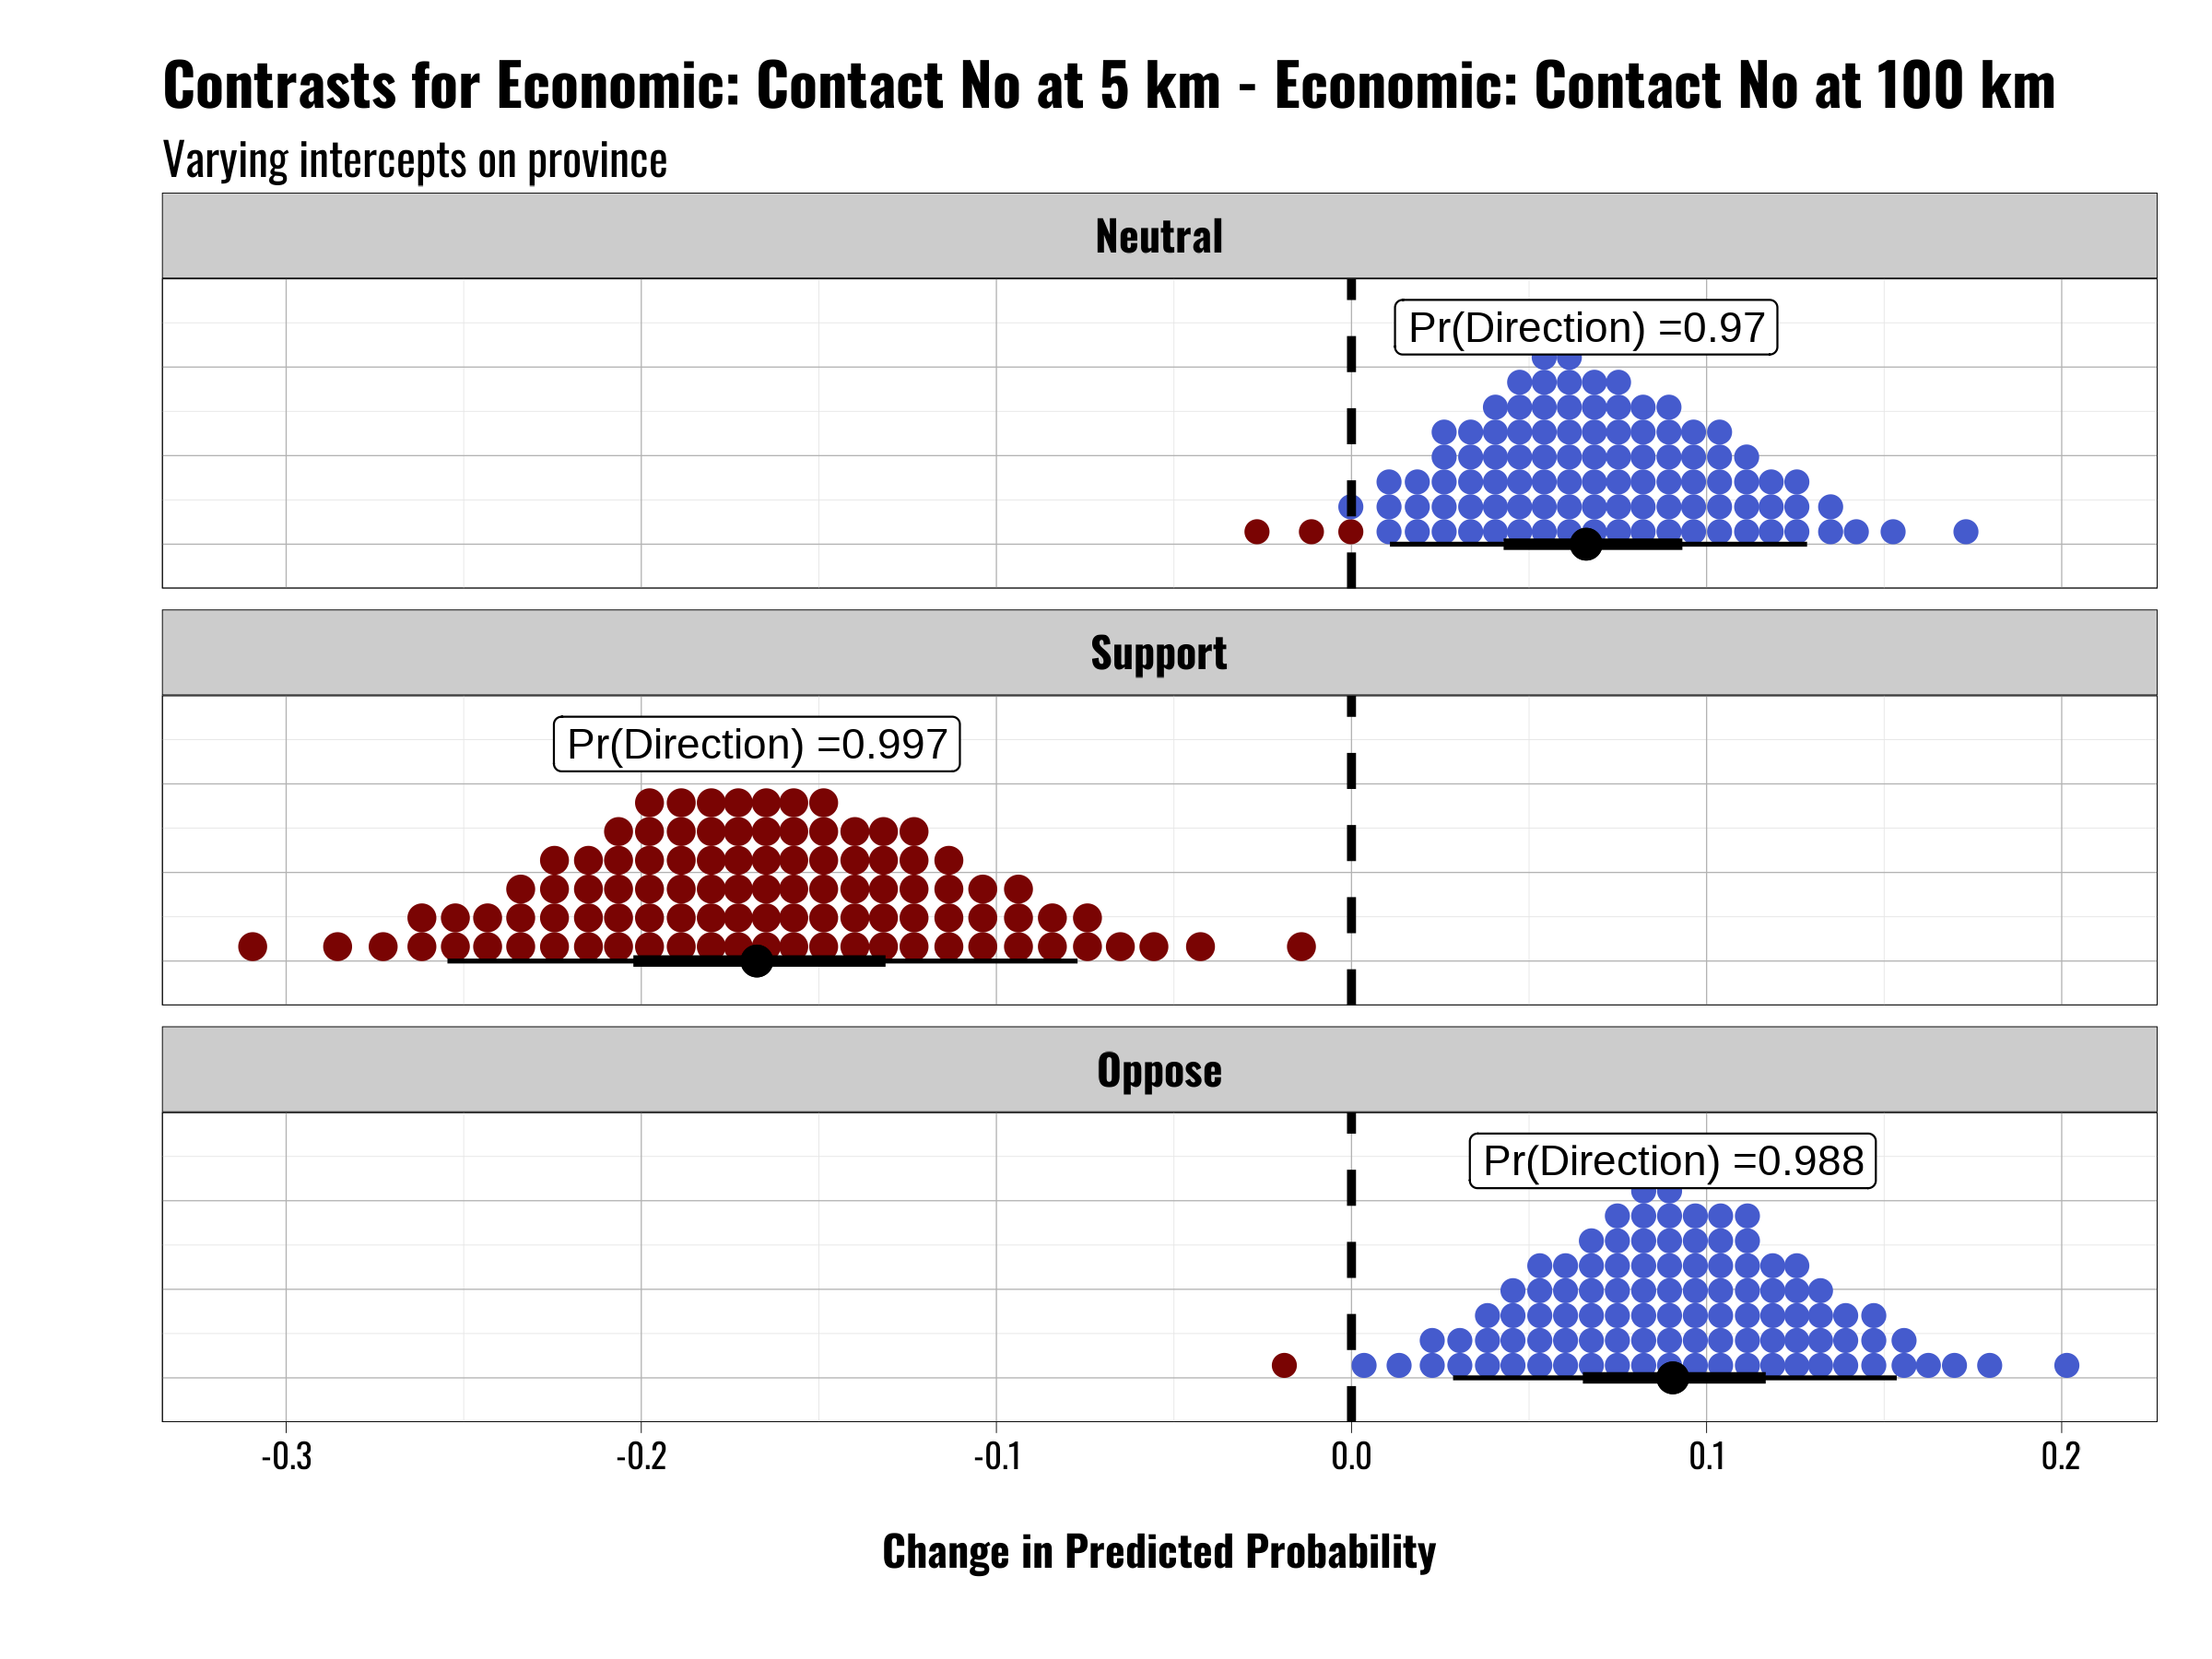 Contrasts for Economic: Contact No at 5 km - Economic: Contact No at 100 km
Varying intercepts on province
Neutral
Pr(Direction) =0.97
Support
Pr(Direction) =0.997
Oppose
Pr(Direction) =0.988
-0.3 -0.2 -0.1 0.0 0.1 0.2
Change in Predicted Probability